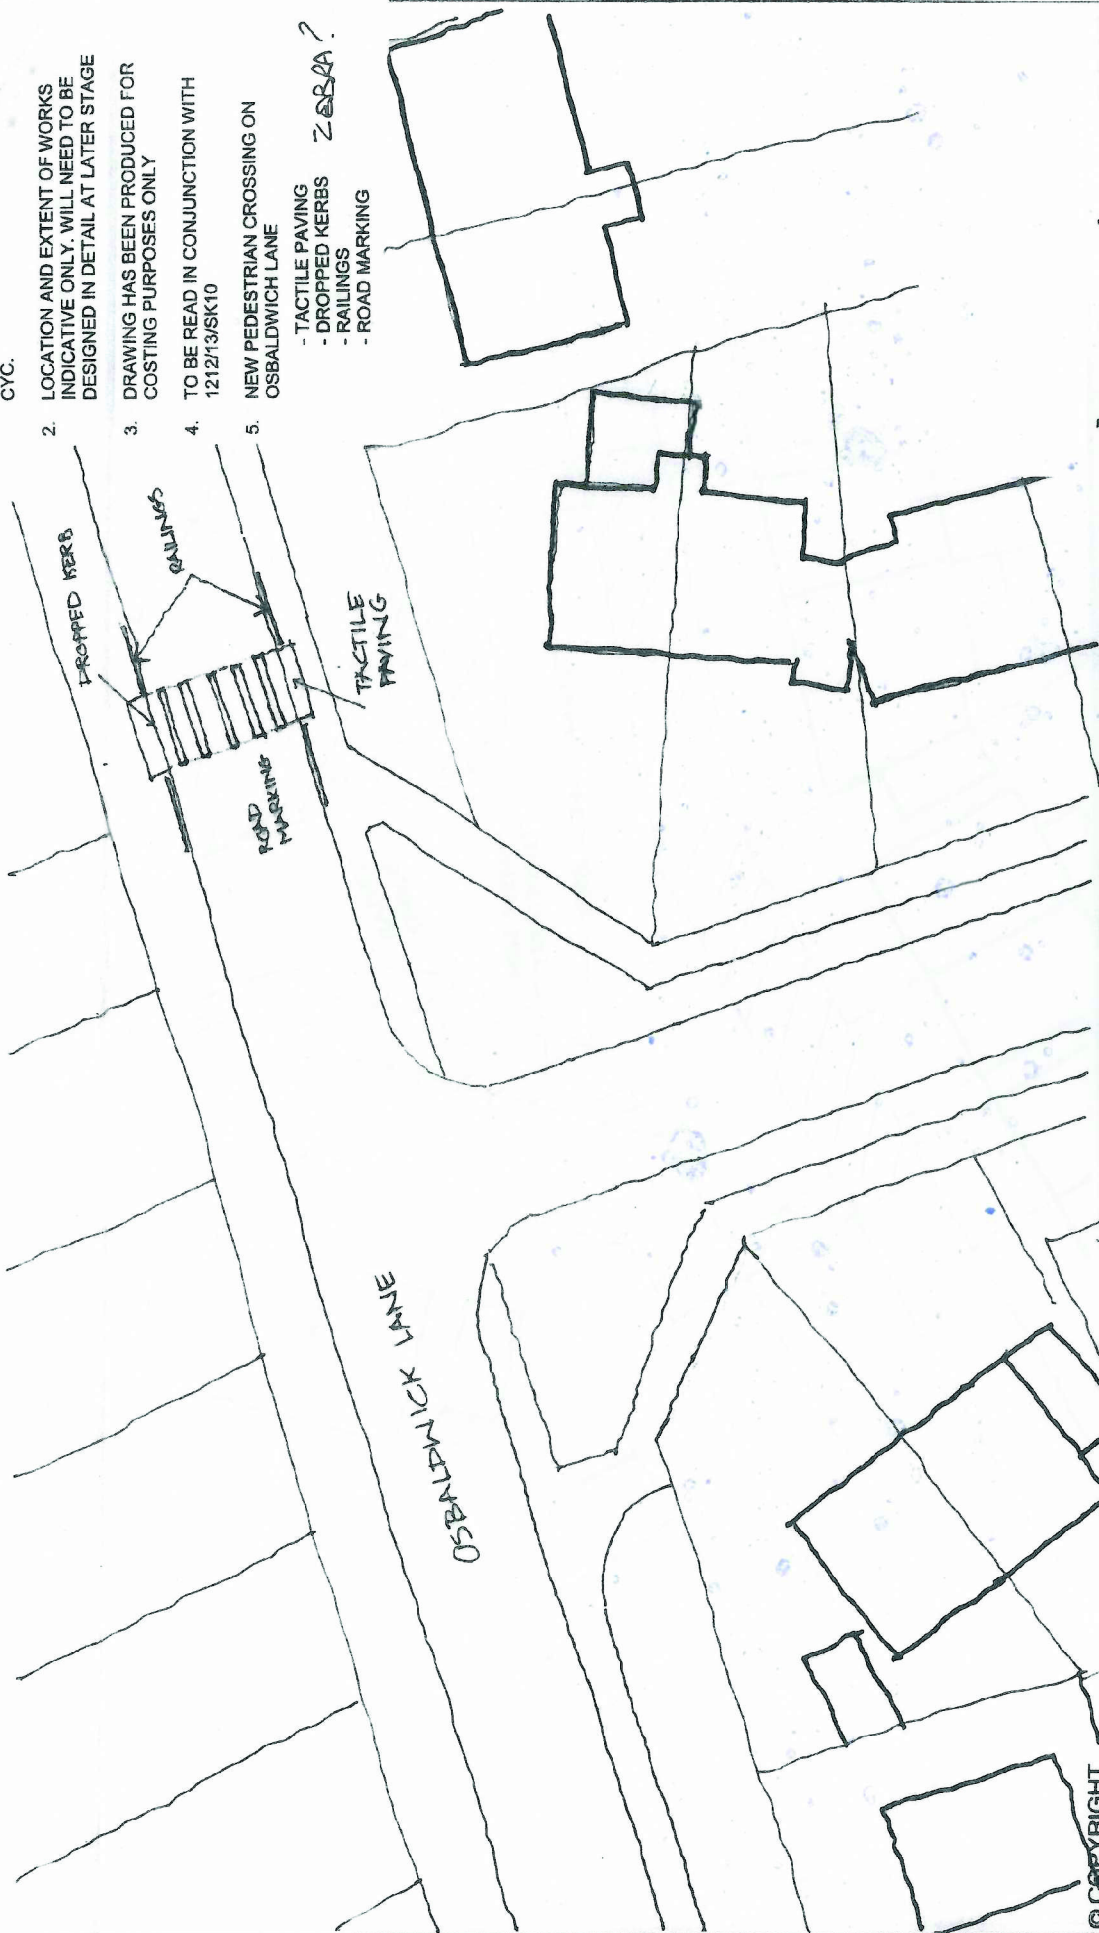 CYC.
2. LOCATION AND EXTENT OF WORKS
INDICATIVE ONLY. WILL NEED TO BE
DESIGNED IN DETAIL AT LATER STAGE
3. DRAWING HAS BEEN PRODUCED FOR
COSTING PURPOSES ONLY
4. TO BE READ IN CONJUNCTION WITH
1212/13/SK10
5. NEW PEDESTRIAN CROSSING ON
OSBALDWICH LANE
- TACTILE PAVING
- DROPPED KERBS ZEBRA?
- RAILINGS
- ROAD MARKING
DROPPED KERB
RAILINGS
ROAD
MARKING
TACTILE
PAVING
OSBALDWICK LANE
© COPYRIGHT